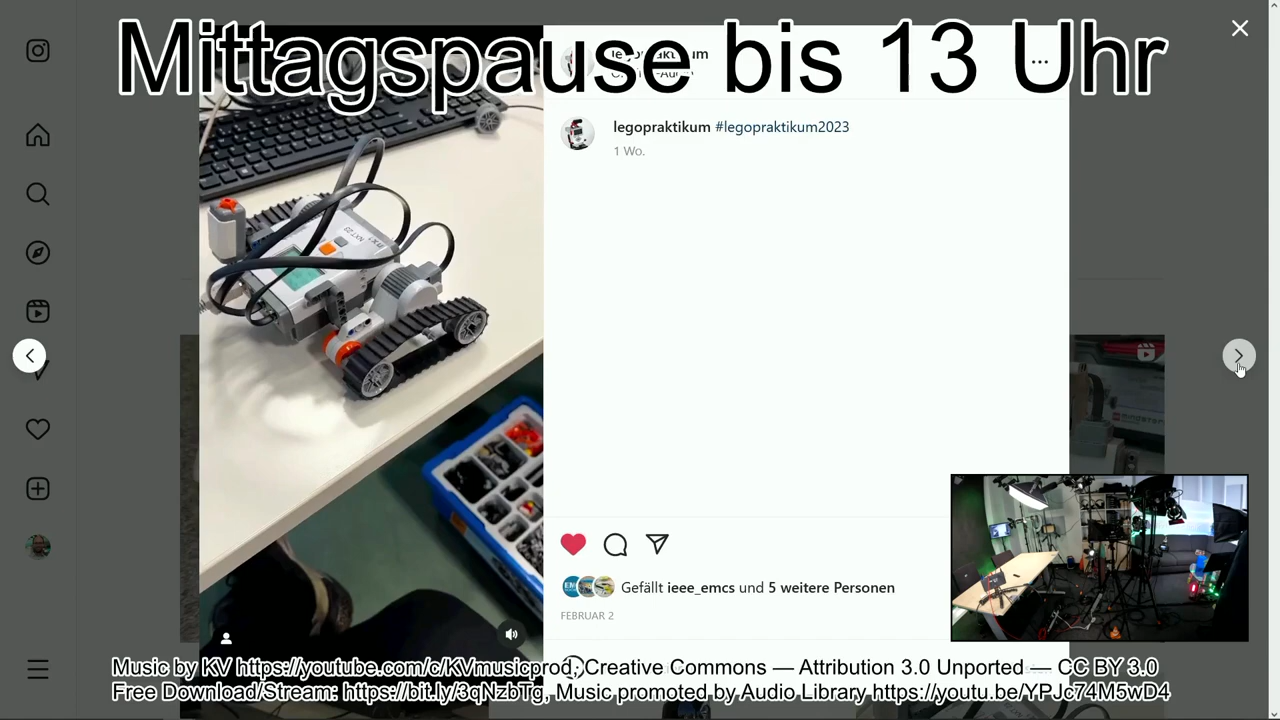 Mittagspause bis 13 Uhr
legopraktikum
legopraktikum #legopraktikum2023
1 Wo.
Gefällt ieee_emcs und 5 weitere Personen
FEBRUAR 2
Music by KV https://youtube.com/c/KVmusicprod; Creative Commons — Attribution 3.0 Unported — CC BY 3.0
Free Download/Stream: https://bit.ly/3qNzbTg, Music promoted by Audio Library https://youtu.be/YPJc74M5wD4